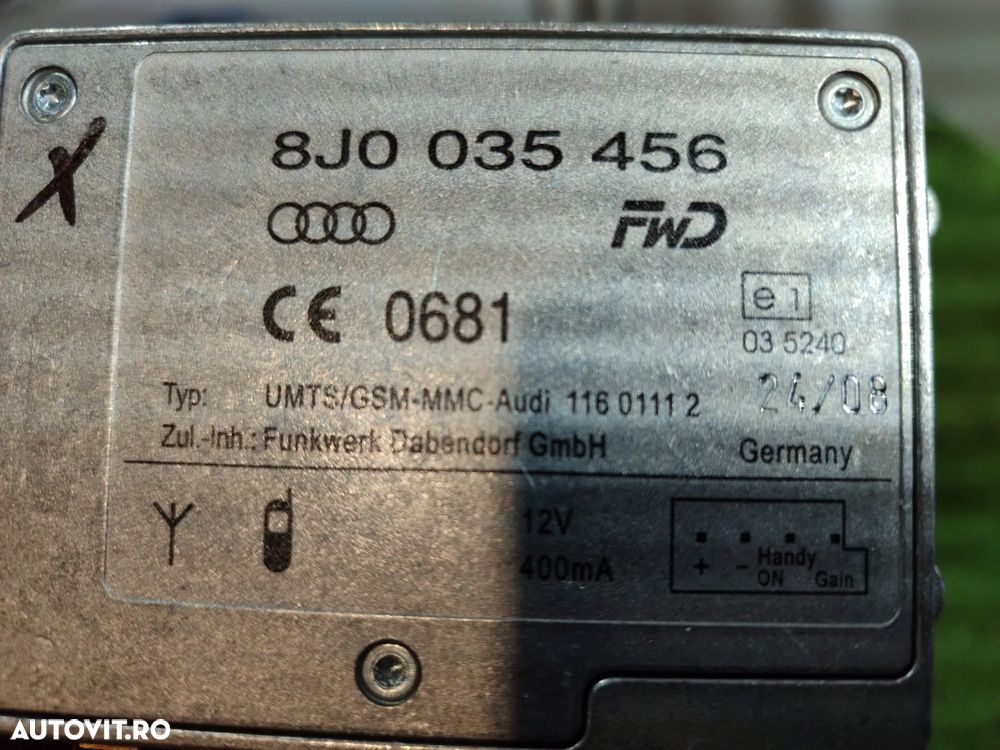 8J0 035 456
FWD
CE 0681
e 1
03 5240
Typ: UMTS/GSM-MMC-Audi 116 0111 2
24/08
Zul.-Inh.: Funkwerk Dabendorf GmbH
Germany
12V
400mA
+ - Handy ON Gain
X
AUTOVIT.RO